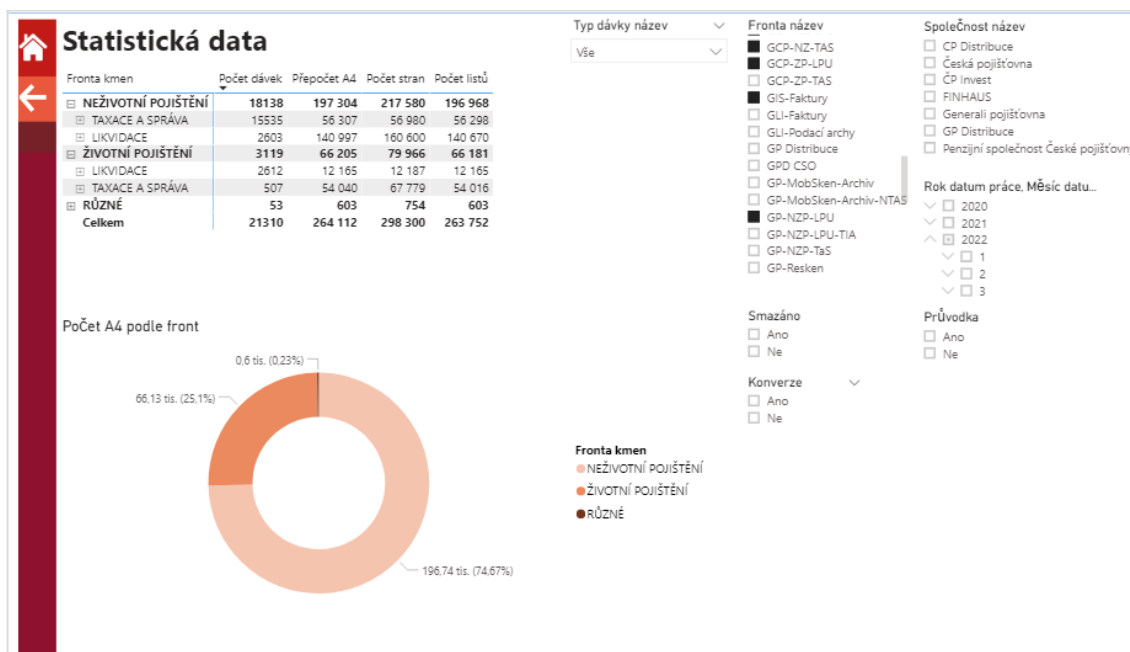 Statistická data
Fronta kmen Počet dávek Přepočet A4 Počet stran Počet listů
NEŽIVOTNÍ POJIŠTĚNÍ 18138 197 304 217 580 196 968
TAXACE A SPRÁVA 15535 56 307 56 980 56 298
LIKVIDACE 2603 140 997 160 600 140 670
ŽIVOTNÍ POJIŠTĚNÍ 3119 66 205 79 966 66 181
LIKVIDACE 2612 12 165 12 187 12 165
TAXACE A SPRÁVA 507 54 040 67 779 54 016
RŮZNÉ 53 603 754 603
Celkem 21310 264 112 298 300 263 752
Počet A4 podle front
0,6 tis. (0,23%)
66,13 tis. (25,1%)
196,74 tis. (74,67%)
Typ dávky název
Vše
Fronta kmen
NEŽIVOTNÍ POJIŠTĚNÍ
ŽIVOTNÍ POJIŠTĚNÍ
RŮZNÉ
Fronta název
GCP-NZ-TAS
GCP-ZP-LPU
GCP-ZP-TAS
GIS-Faktury
GLI-Faktury
GLI-Podací archy
GP Distribuce
GPD CSO
GP-MobSken-Archiv
GP-MobSken-Archiv-NTAS
GP-NZP-LPU
GP-NZP-LPU-TIA
GP-NZP-TaS
GP-Resken
Smazáno
Ano
Ne
Konverze
Ano
Ne
Společnost název
CP Distribuce
Česká pojišťovna
ČP Invest
FINHAUS
Generali pojišťovna
GP Distribuce
Penzijní společnost České pojišťovny
Rok datum práce, Měsíc datu...
2020
2021
2022
1
2
3
Průvodka
Ano
Ne